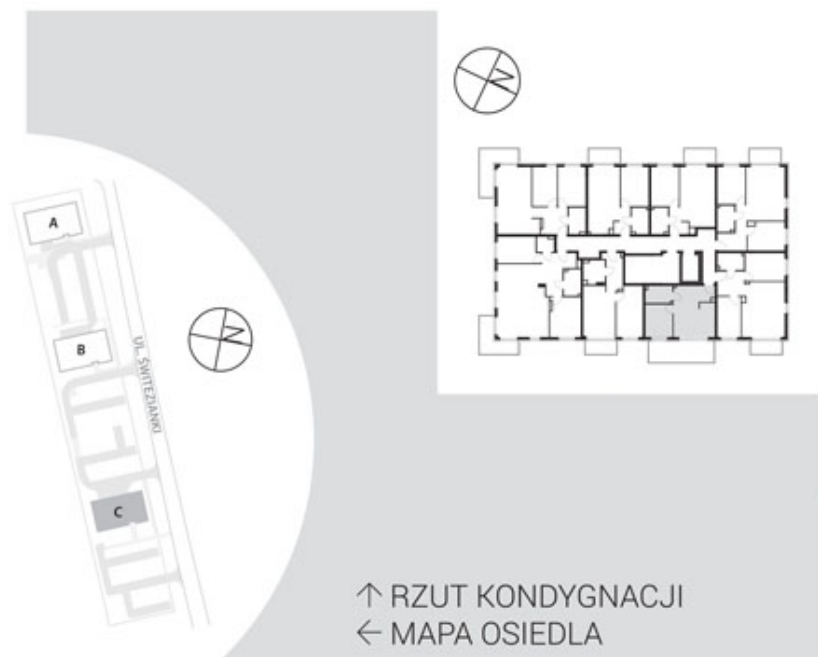 N
A
N
B
UL. ŚWITEZIANKI
C
↑ RZUT KONDYGNACJI
← MAPA OSIEDLA